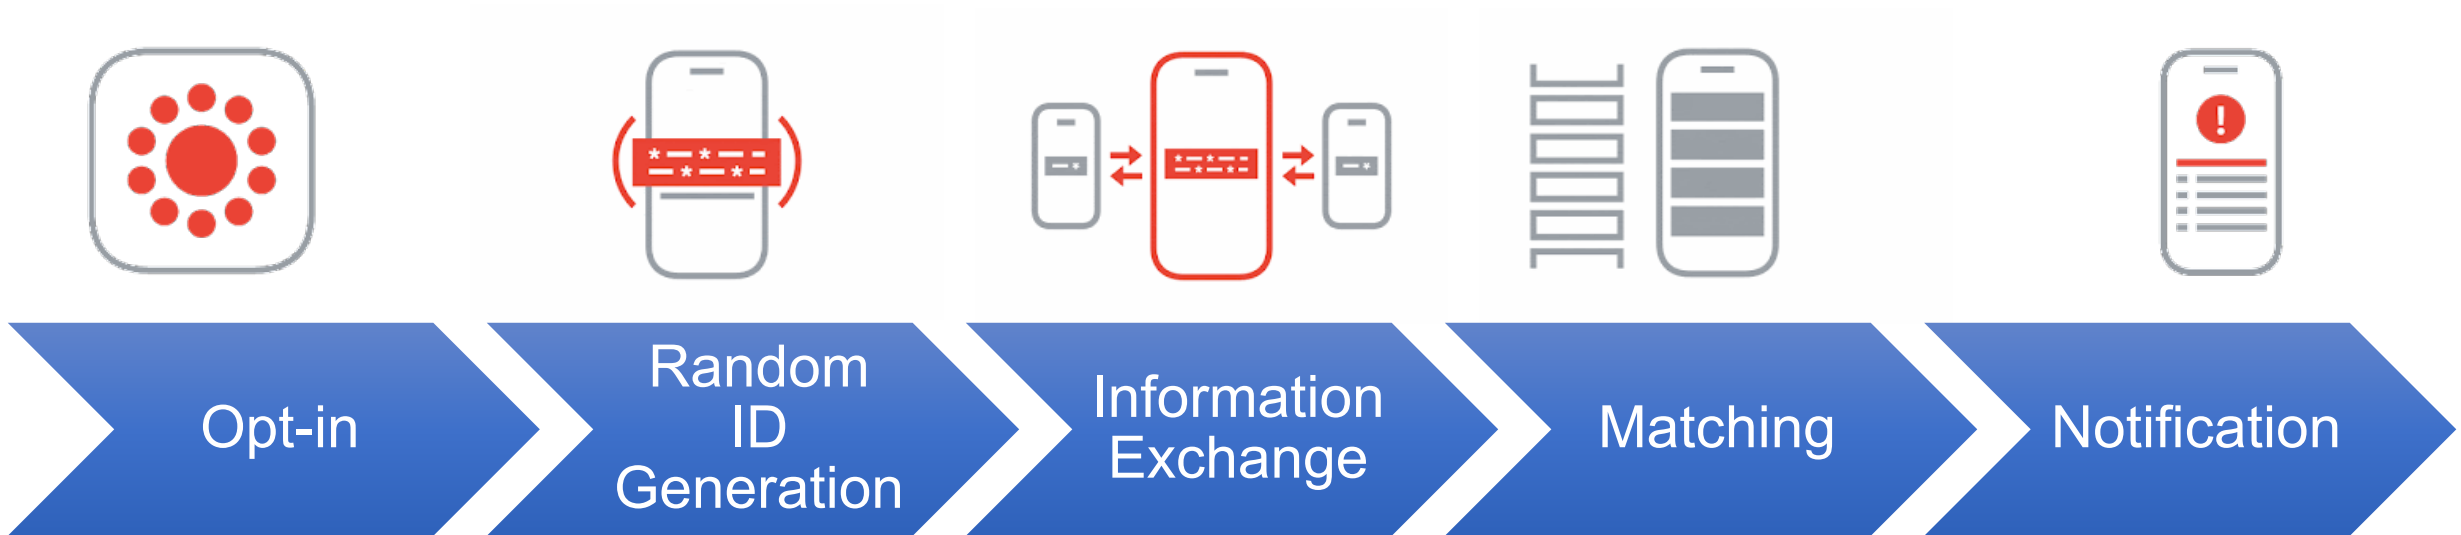 Opt-in
Random
ID
Generation
Information
Exchange
Matching
Notification